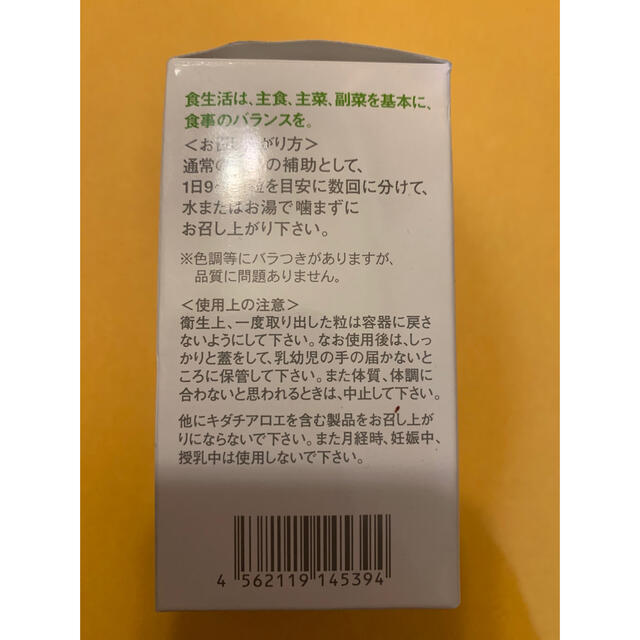 食生活は、主食、主菜、副菜を基本に、
食事のバランスを。
＜お召し上がり方＞
通常の の補助として、
1日9 を目安に数回に分けて、
水またはお湯で噛まずに
お召し上がり下さい。
※色調等にバラつきがありますが、
品質に問題ありません。
＜使用上の注意＞
衛生上、一度取り出した粒は容器に戻さ
ないようにして下さい。なお使用後は、しっ
かりと蓋をして、乳幼児の手の届かないと
ころに保管して下さい。また体質、体調に
合わないと思われるときは、中止して下さい。
他にキダチアロエを含む製品をお召し上が
りにならないで下さい。また月経時、妊娠中、
授乳中は使用しないで下さい。
4 562119 145394